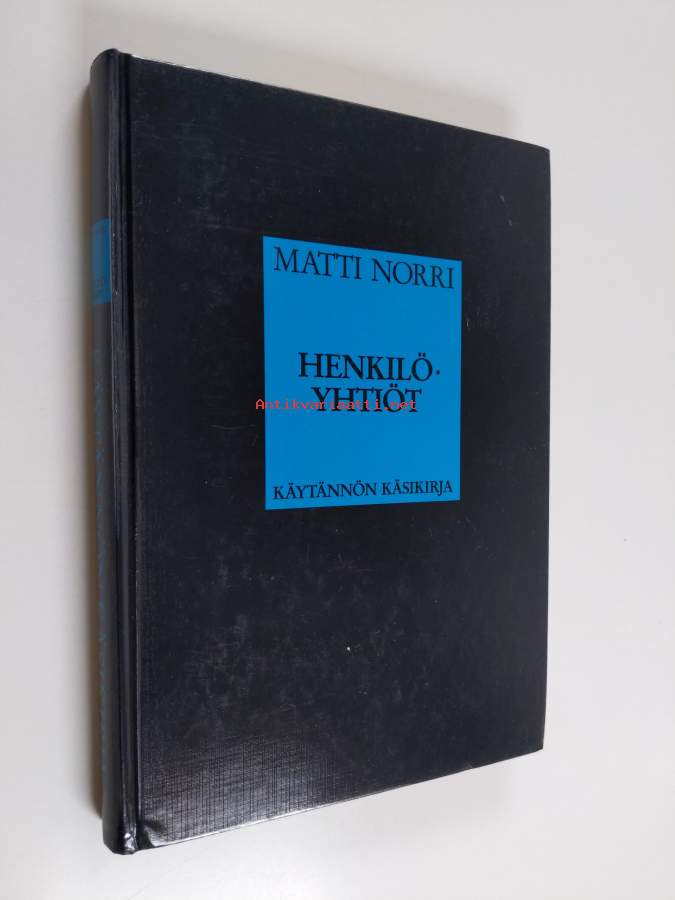 MATTI NORRI
HENKILÖ-
YHTIÖT
Antikvariaatti.net
KÄYTÄNNÖN KÄSIKIRJA